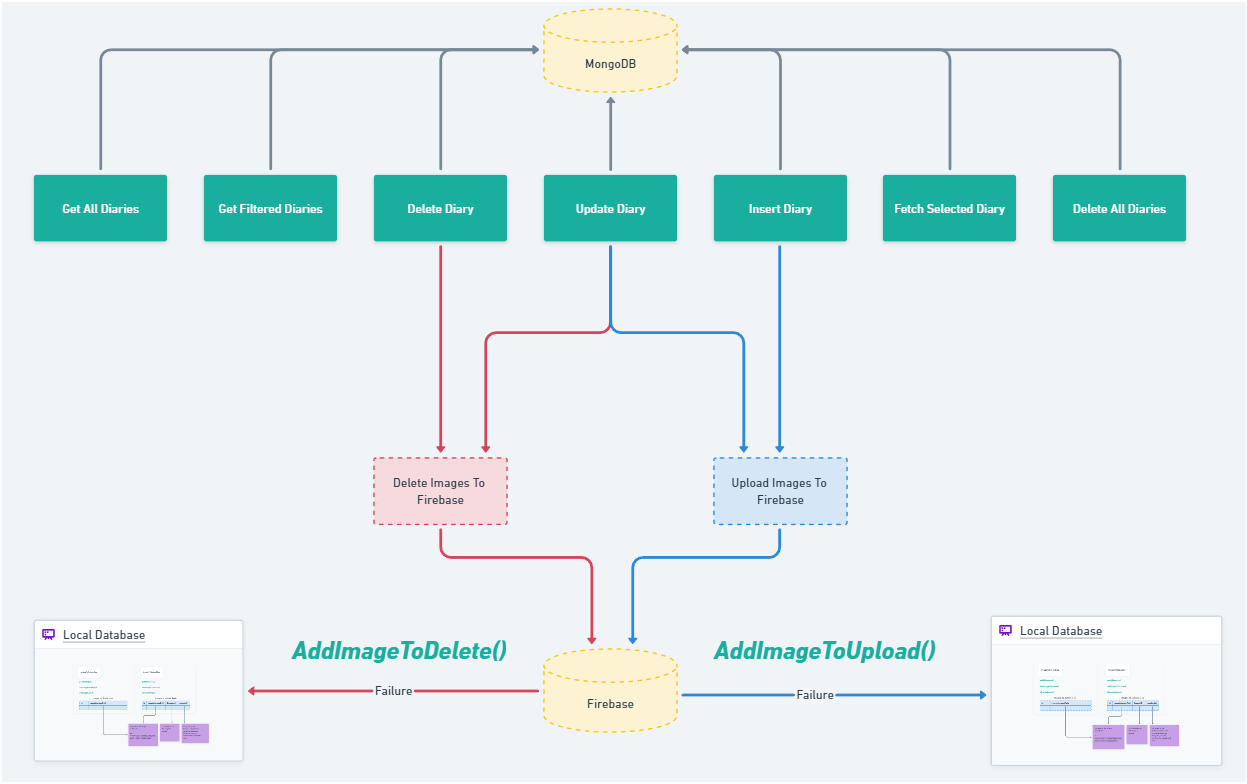 MongoDB
Get All Diaries
Get Filtered Diaries
Delete Diary
Update Diary
Insert Diary
Fetch Selected Diary
Delete All Diaries
Delete Images To
Firebase
Upload Images To
Firebase
Local Database
AddImageToDelete()
AddImageToUpload()
Local Database
Failure
Firebase
Failure